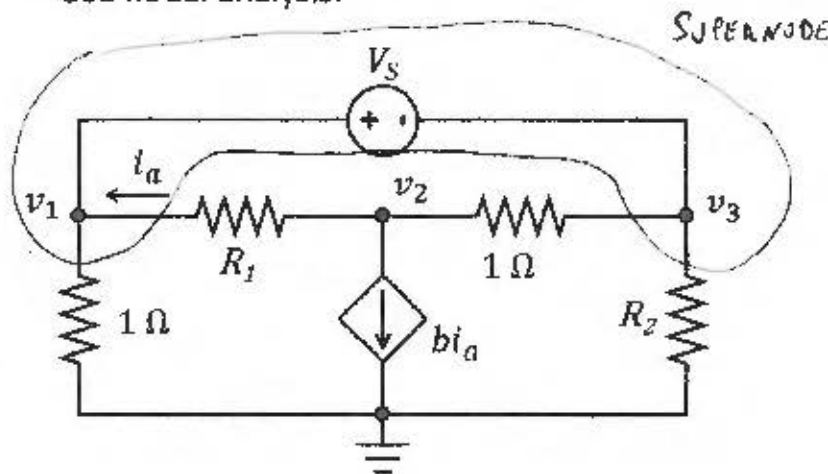 SUPERNODE
V_S
+ -
i_a
v_1
v_2
v_3
R_1
1 Ω
1 Ω
bi_a
R_2